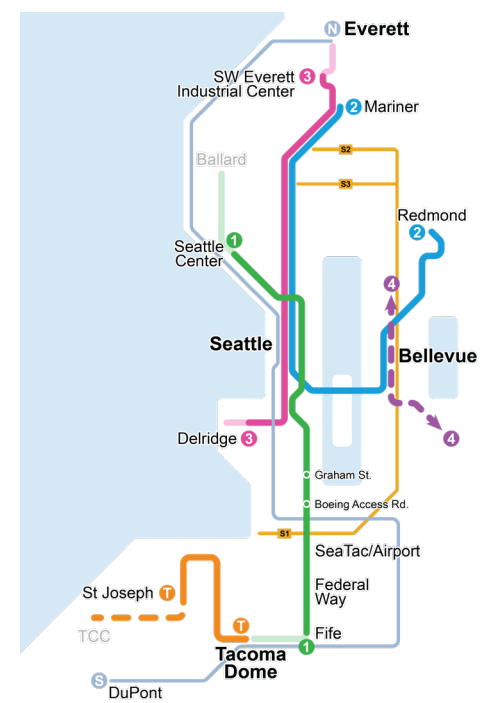 N Everett
SW Everett
Industrial Center
3
2 Mariner
S2
Ballard
S3
Redmond
2
Seattle
Center
1
4
Seattle
Bellevue
Delridge 3
4
Graham St.
Boeing Access Rd.
S1
SeaTac/Airport
St Joseph T
Federal
Way
T
TCC
Fife
1
Tacoma
Dome
S
DuPont